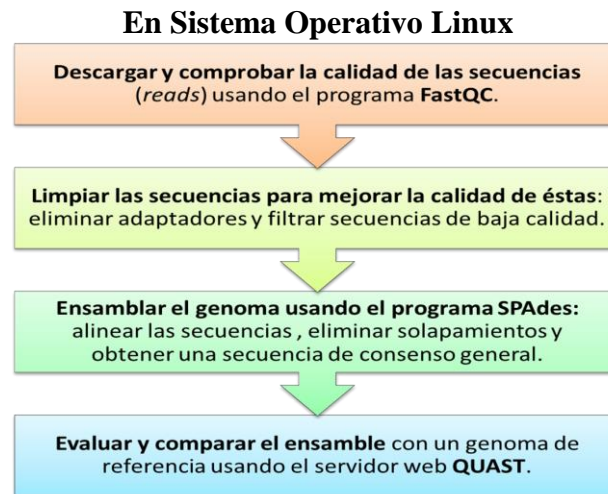 En Sistema Operativo Linux
Descargar y comprobar la calidad de las secuencias
(reads) usando el programa FastQC.
Limpiar las secuencias para mejorar la calidad de éstas:
eliminar adaptadores y filtrar secuencias de baja calidad.
Ensamblar el genoma usando el programa SPAdes:
alinear las secuencias , eliminar solapamientos y
obtener una secuencia de consenso general.
Evaluar y comparar el ensamble con un genoma de
referencia usando el servidor web QUAST.